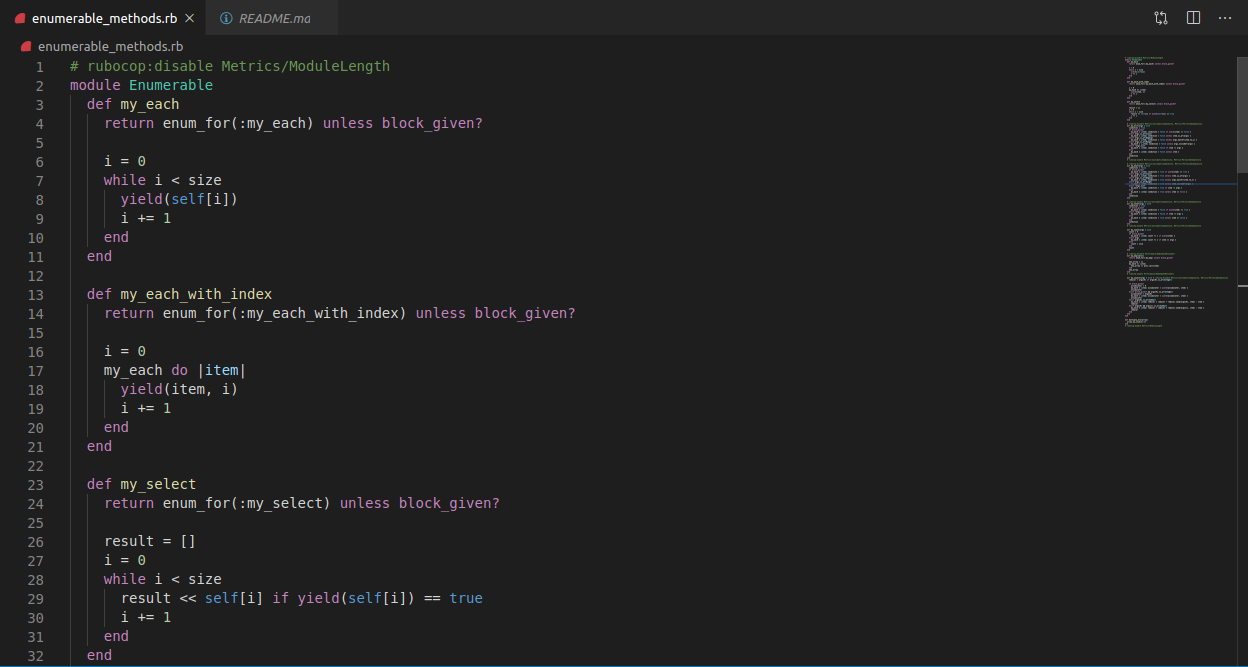 enumerable_methods.rb
README.md
enumerable_methods.rb
1 # rubocop:disable Metrics/ModuleLength
2 module Enumerable
3   def my_each
4     return enum_for(:my_each) unless block_given?
5
6     i = 0
7     while i < size
8       yield(self[i])
9       i += 1
10     end
11   end
12
13   def my_each_with_index
14     return enum_for(:my_each_with_index) unless block_given?
15
16     i = 0
17     my_each do |item|
18       yield(item, i)
19       i += 1
20     end
21   end
22
23   def my_select
24     return enum_for(:my_select) unless block_given?
25
26     result = []
27     i = 0
28     while i < size
29       result << self[i] if yield(self[i]) == true
30       i += 1
31     end
32   end